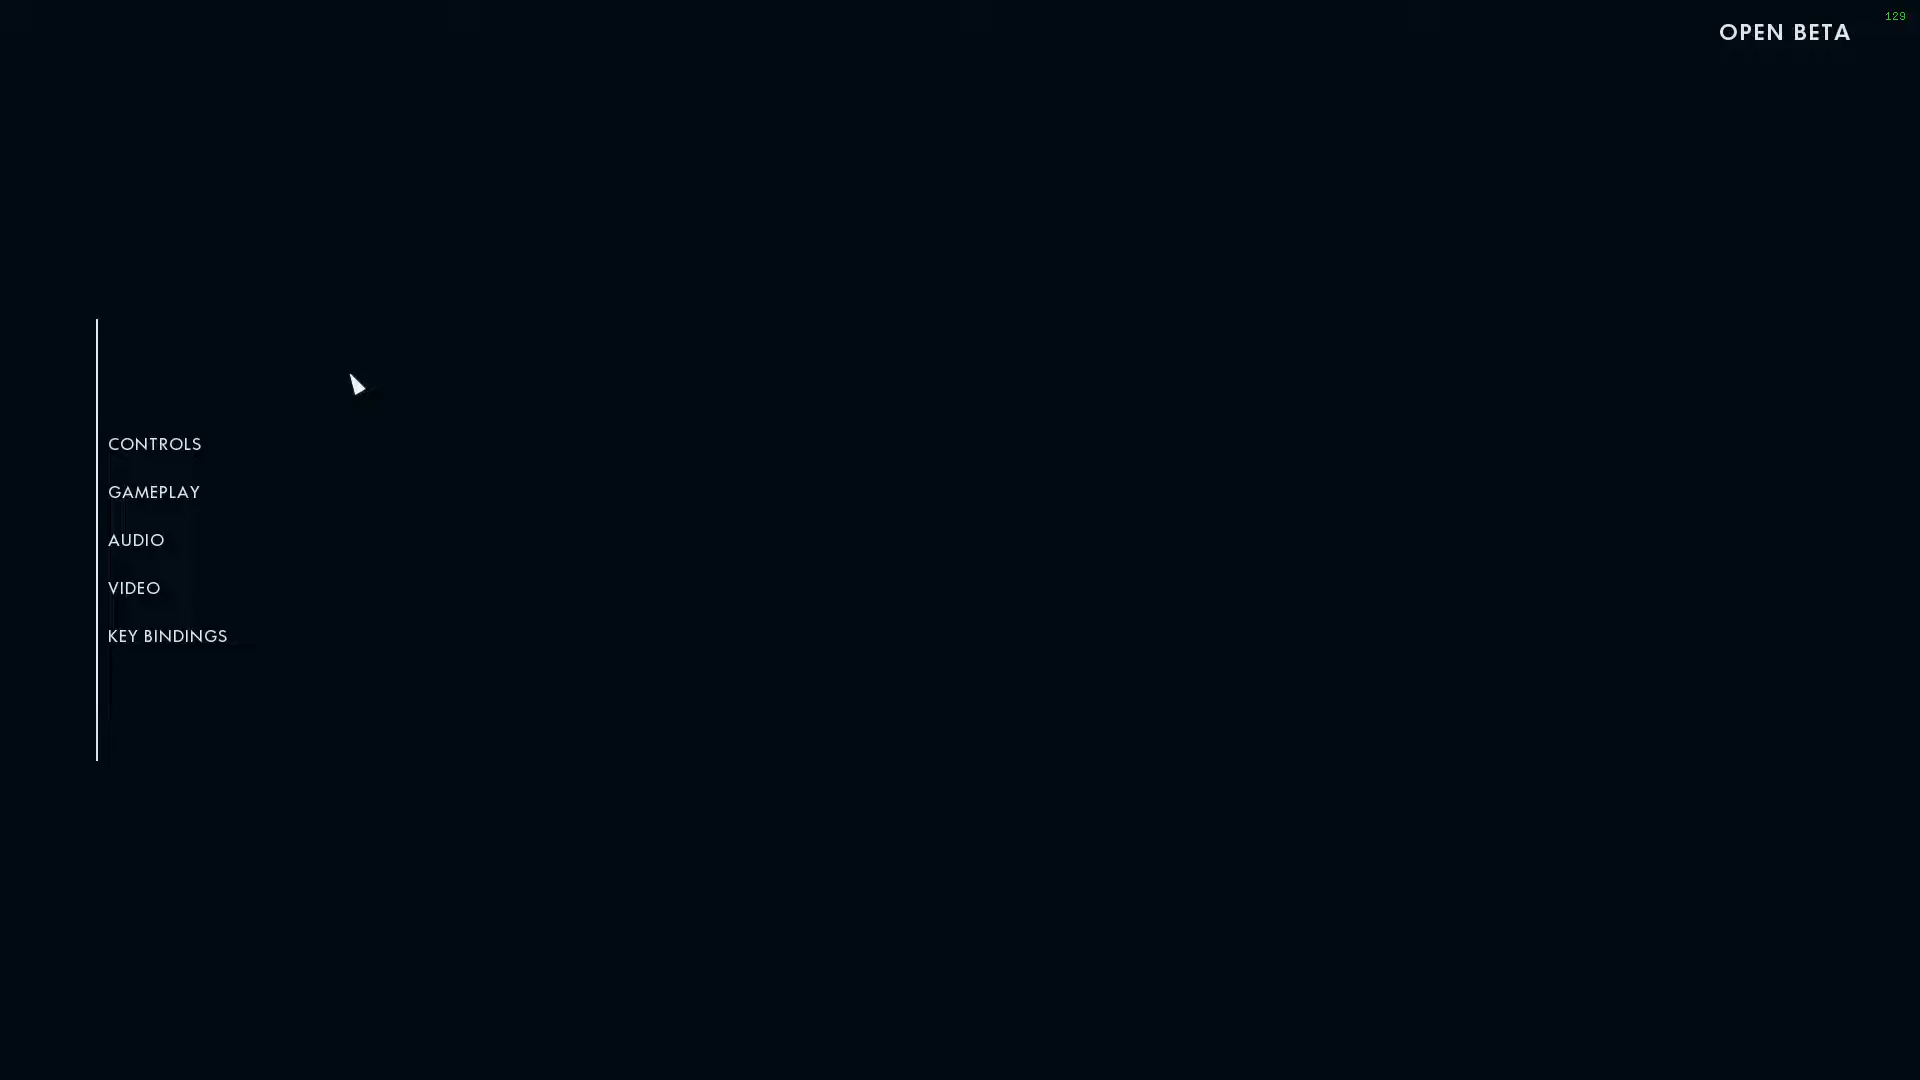 129
OPEN BETA
CONTROLS
GAMEPLAY
AUDIO
VIDEO
KEY BINDINGS